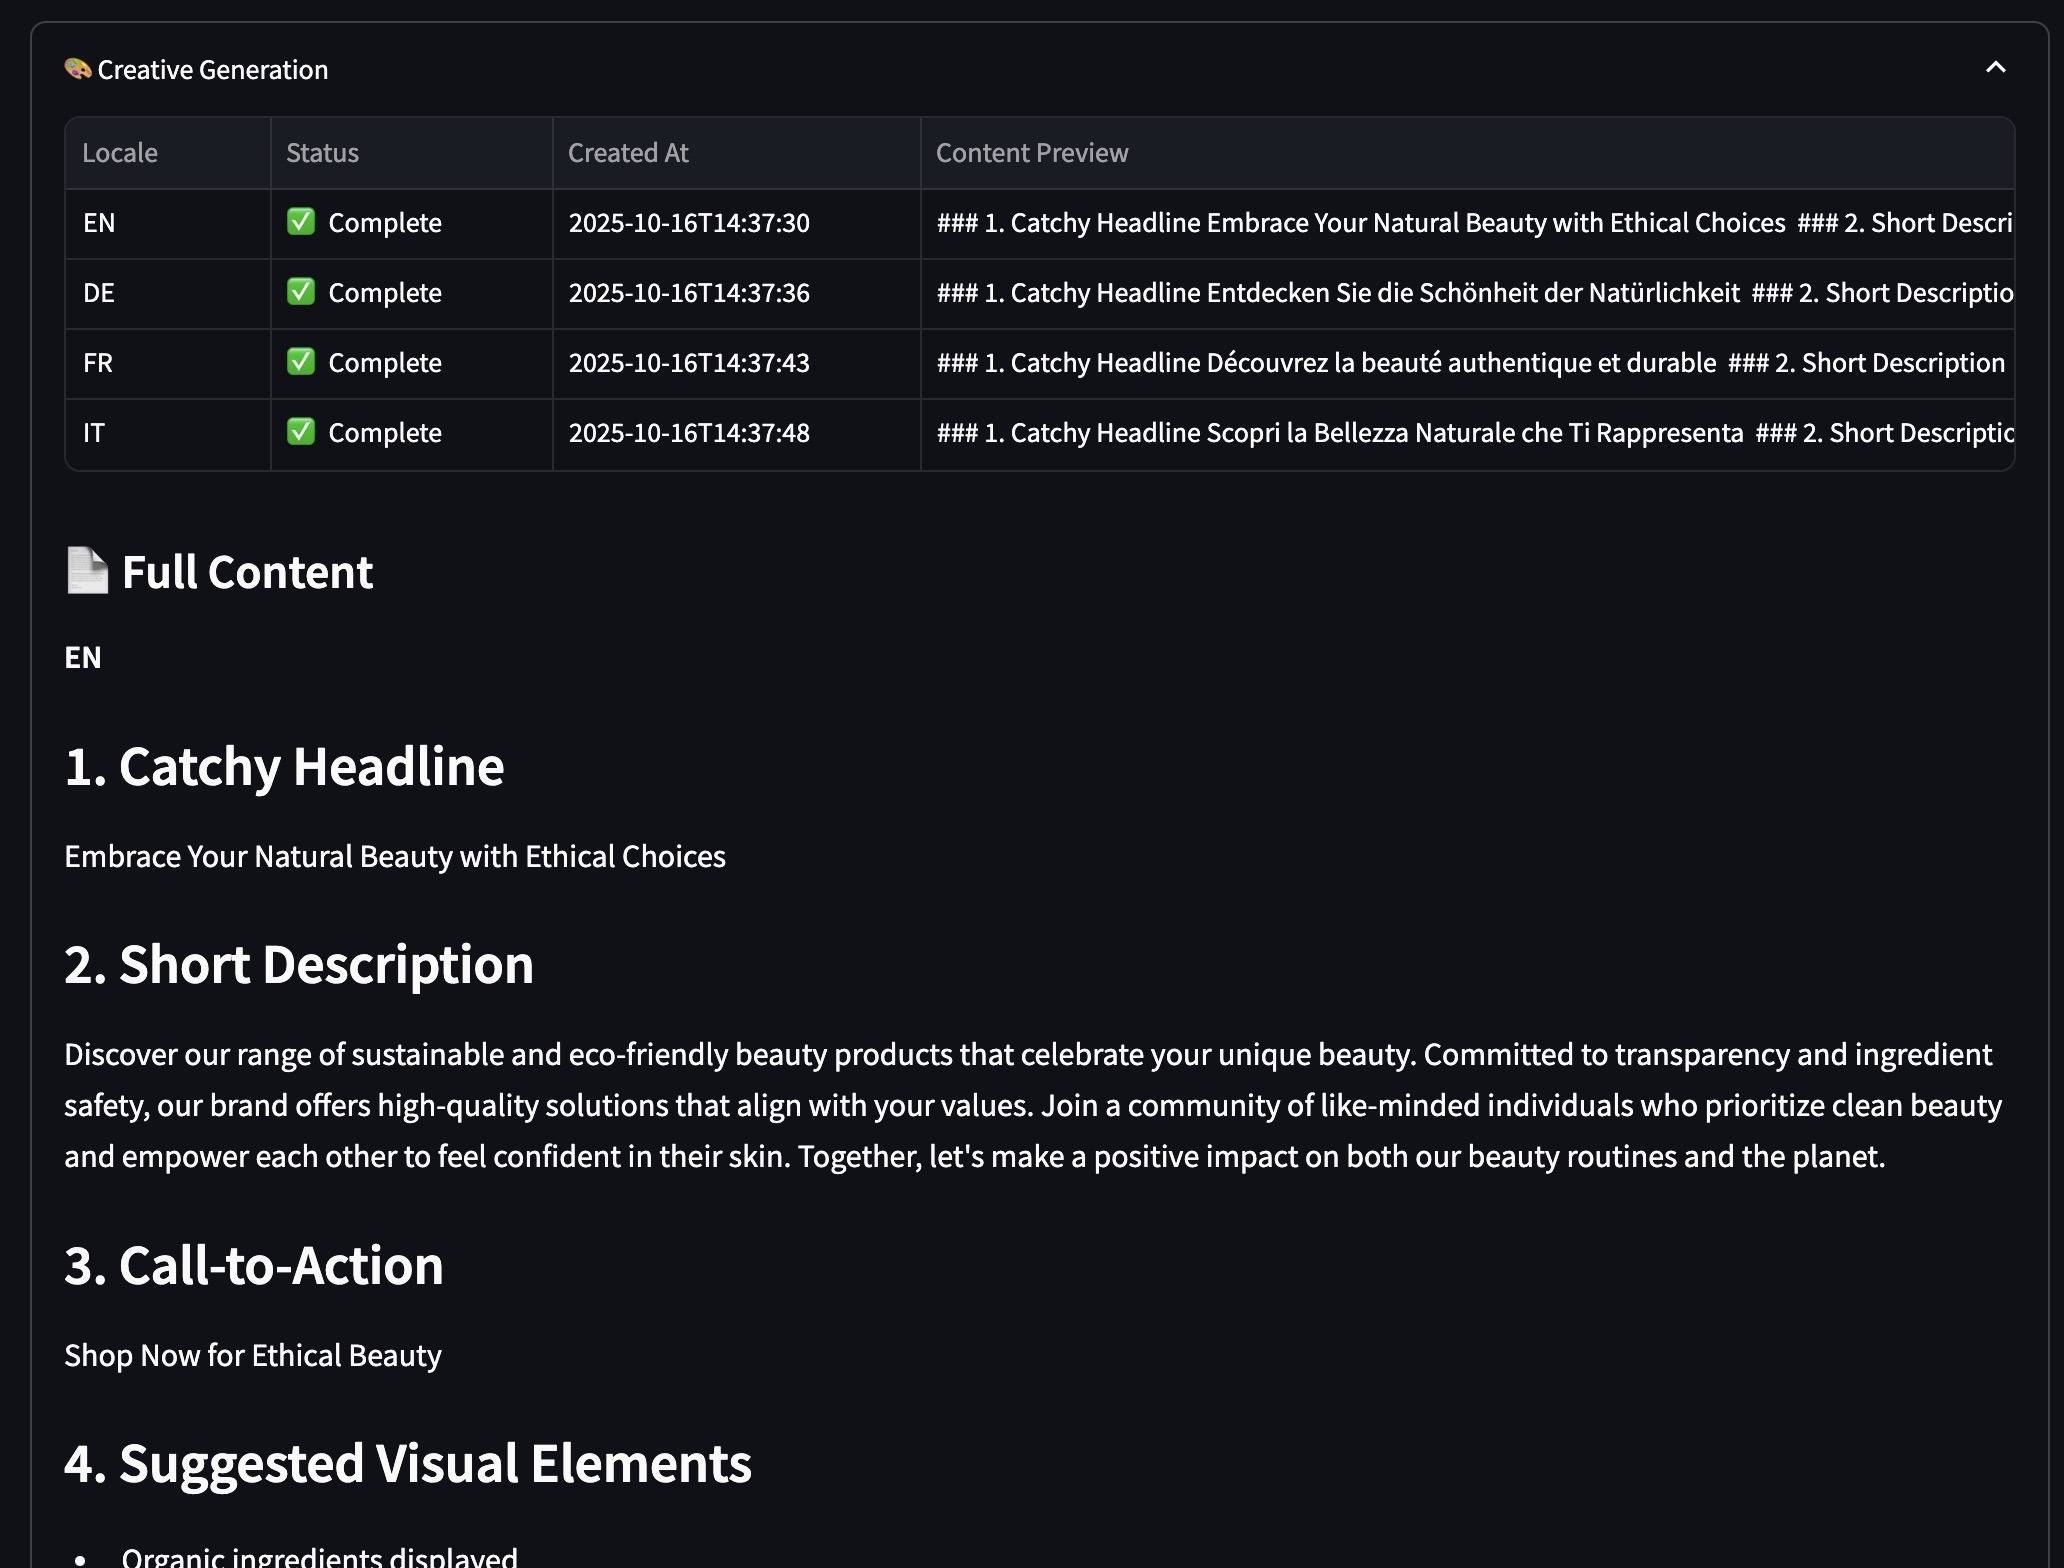 Creative Generation
Locale Status Created At Content Preview
EN Complete 2025-10-16T14:37:30 ### 1. Catchy Headline Embrace Your Natural Beauty with Ethical Choices ### 2. Short Descri
DE Complete 2025-10-16T14:37:36 ### 1. Catchy Headline Entdecken Sie die Schönheit der Natürlichkeit ### 2. Short Descriptio
FR Complete 2025-10-16T14:37:43 ### 1. Catchy Headline Découvrez la beauté authentique et durable ### 2. Short Description
IT Complete 2025-10-16T14:37:48 ### 1. Catchy Headline Scopri la Bellezza Naturale che Ti Rappresenta ### 2. Short Descriptio
Full Content
EN
1. Catchy Headline
Embrace Your Natural Beauty with Ethical Choices
2. Short Description
Discover our range of sustainable and eco-friendly beauty products that celebrate your unique beauty. Committed to transparency and ingredient
safety, our brand offers high-quality solutions that align with your values. Join a community of like-minded individuals who prioritize clean beauty
and empower each other to feel confident in their skin. Together, let's make a positive impact on both our beauty routines and the planet.
3. Call-to-Action
Shop Now for Ethical Beauty
4. Suggested Visual Elements
• Organic ingredients displayed